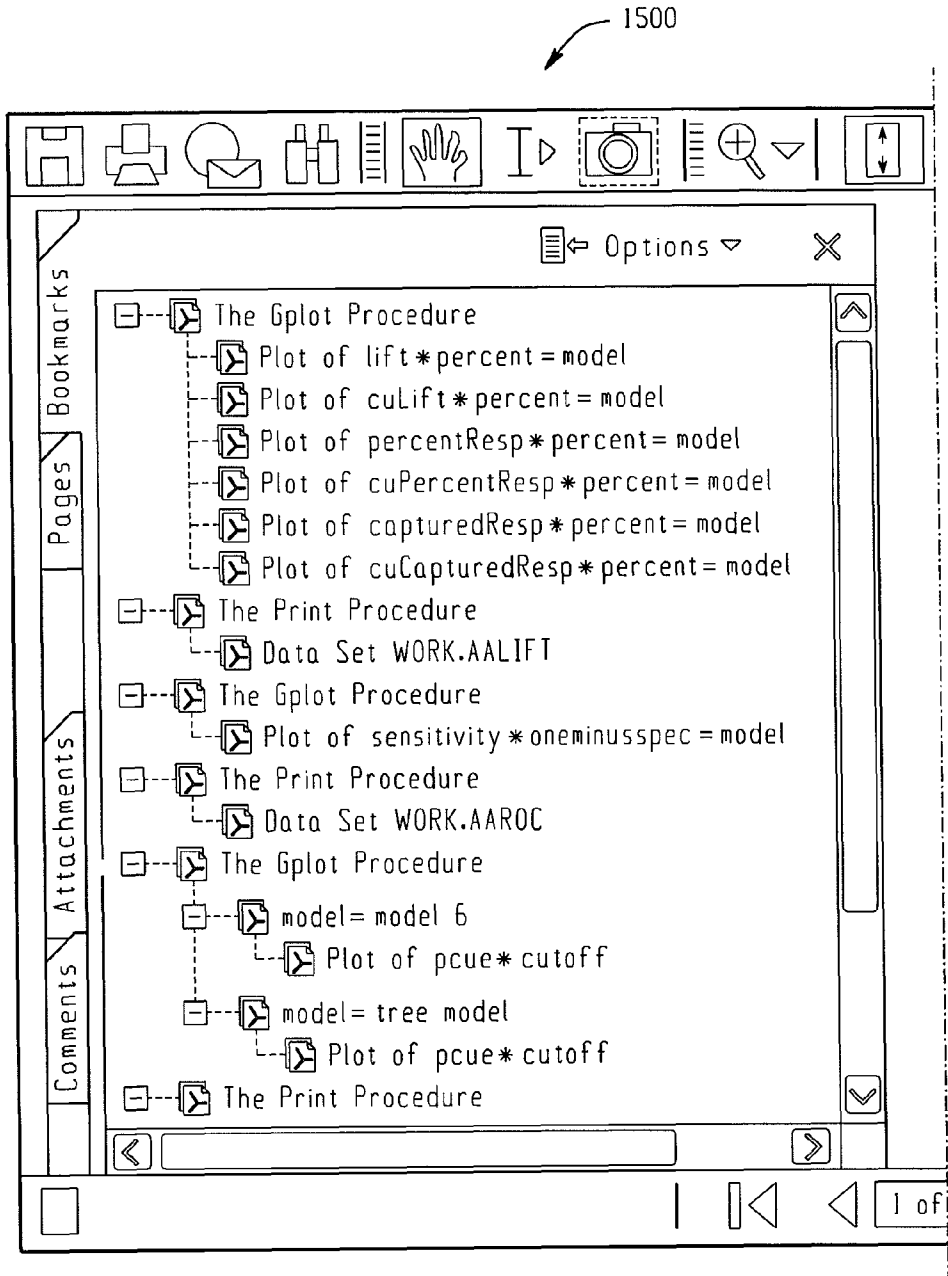 1500
Options
Bookmarks
Pages
Attachments
Comments
The Gplot Procedure
Plot of lift*percent=model
Plot of cuLift*percent=model
Plot of percentResp*percent=model
Plot of cuPercentResp*percent=model
Plot of capturedResp*percent=model
Plot of cuCapturedResp*percent=model
The Print Procedure
Data Set WORK.AALIFT
The Gplot Procedure
Plot of sensitivity*oneminusspec=model
The Print Procedure
Data Set WORK.AAROC
The Gplot Procedure
model=model 6
Plot of pcue*cutoff
model=tree model
Plot of pcue*cutoff
The Print Procedure
1 of